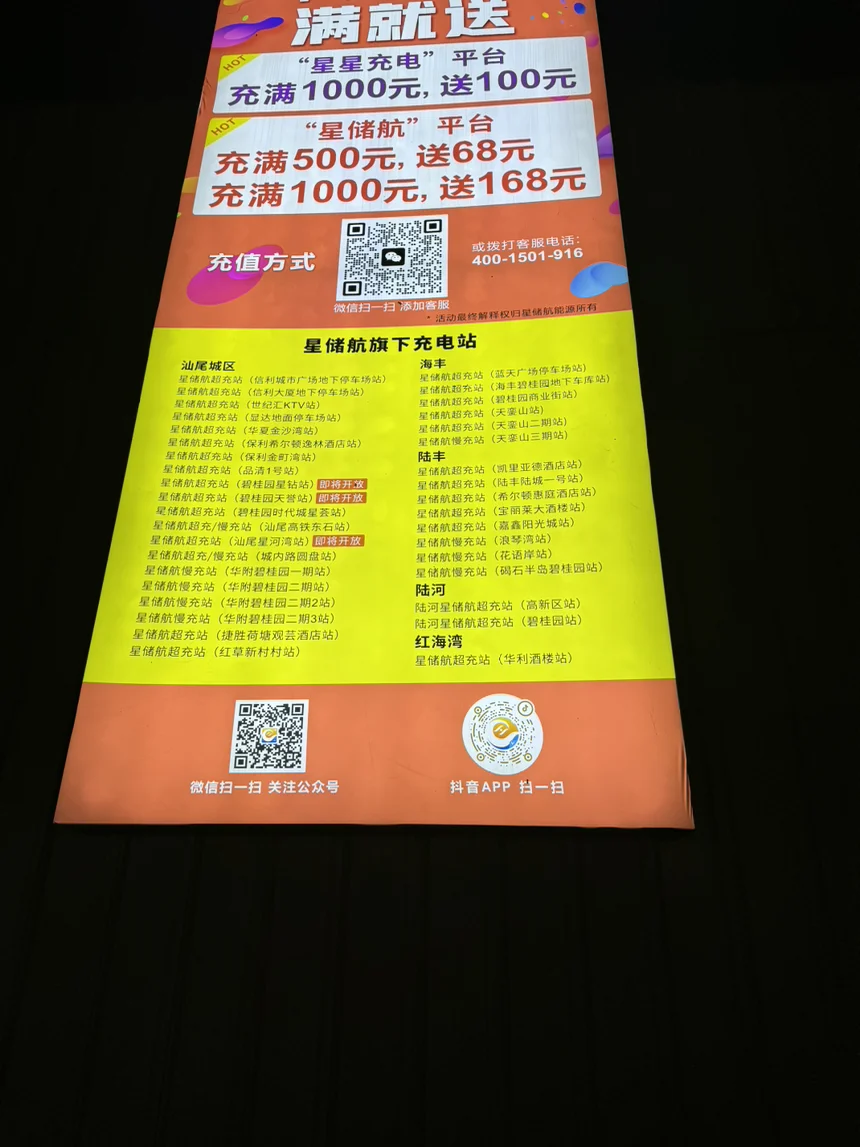 满就送
HOT
“星星充电”平台
充满1000元,送100元
HOT
“星储航”平台
充满500元,送68元
充满1000元,送168元
充值方式
微信扫一扫 添加客服
或拨打客服电话:
400-1501-916
* 活动最终解释权归星储航能源所有
星储航旗下充电站
汕尾城区
星储航超充站(信利城市广场地下停车场站)
星储航超充站(信利大厦地下停车场站)
星储航超充站(世纪汇KTV站)
星储航超充站(显达地面停车场站)
星储航超充站(华夏金沙湾站)
星储航超充站(保利希尔顿逸林酒店站)
星储航超充站(保利金町湾站)
星储航超充站(品清1号站)
星储航超充站(碧桂园星钻站) 即将开放
星储航超充站(碧桂园天誉站) 即将开放
星储航超充站(碧桂园时代城星荟站)
星储航超充/慢充站(汕尾高铁东石站)
星储航超充站(汕尾星河湾站) 即将开放
星储航超充/慢充站(城内路圆盘站)
星储航慢充站(华附碧桂园一期站)
星储航慢充站(华附碧桂园二期站)
星储航慢充站(华附碧桂园二期2站)
星储航慢充站(华附碧桂园二期3站)
星储航超充站(捷胜荷塘观芸酒店站)
星储航超充站(红草新村村站)
海丰
星储航超充站(蓝天广场停车场站)
星储航超充站(海丰碧桂园地下车库站)
星储航超充站(碧桂园商业街站)
星储航超充站(天銮山站)
星储航慢充站(天銮山二期站)
星储航慢充站(天銮山三期站)
陆丰
星储航超充站(凯里亚德酒店站)
星储航超充站(陆丰陆城一号站)
星储航超充站(希尔顿惠庭酒店站)
星储航超充站(宝丽莱大酒楼站)
星储航超充站(嘉鑫阳光城站)
星储航慢充站(浪琴湾站)
星储航慢充站(花语岸站)
星储航慢充站(碣石半岛碧桂园站)
陆河
陆河星储航超充站(高新区站)
陆河星储航超充站(碧桂园站)
红海湾
星储航超充站(华利酒楼站)
微信扫一扫 关注公众号
抖音APP 扫一扫